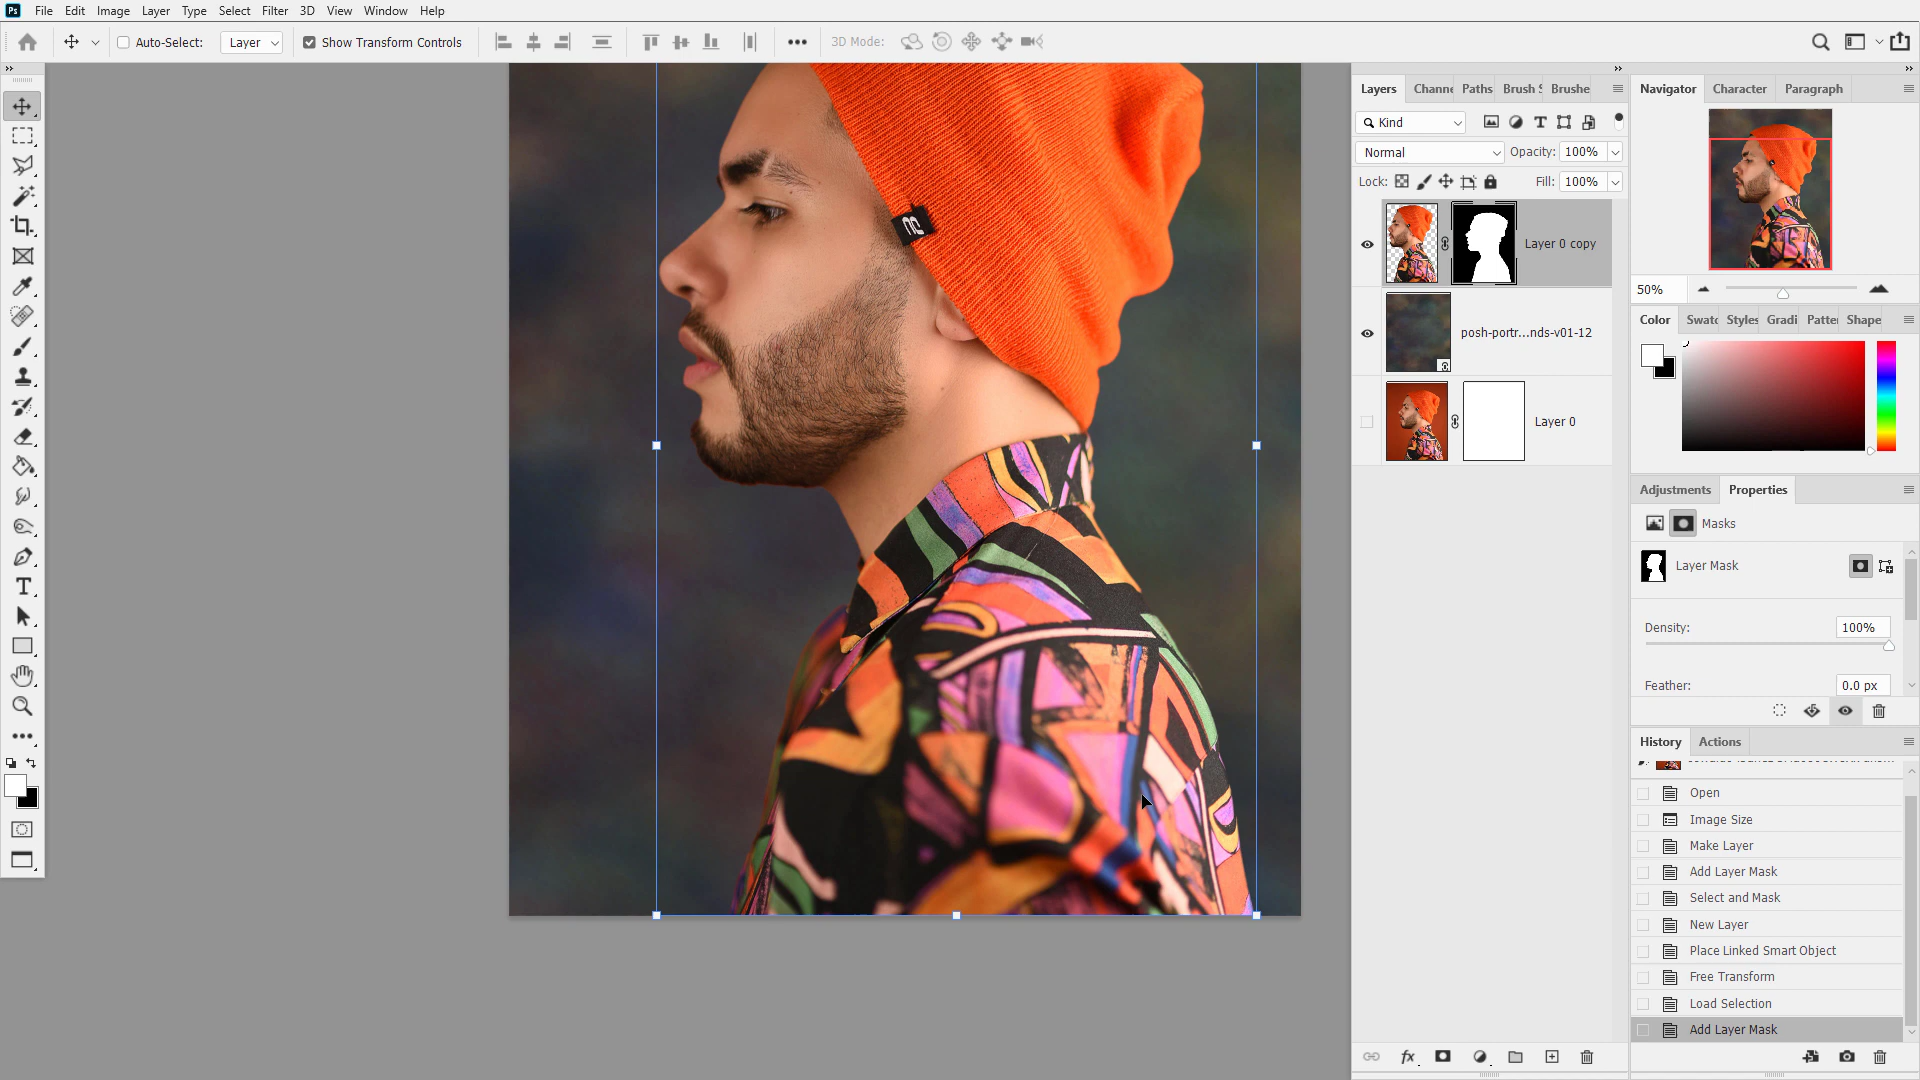 Ps File Edit Image Layer Type Select Filter 3D View Window Help
Auto-Select: Layer Show Transform Controls 3D Mode:
Layers Channe Paths Brush S Brushe
Kind
Normal Opacity: 100%
Lock: Fill: 100%
Layer 0 copy
posh-portr...nds-v01-12
Layer 0
fx
Navigator Character Paragraph
50%
Color Swatc Styles Gradi Patte Shape
Adjustments Properties
Masks
Layer Mask
Density: 100%
Feather: 0.0 px
History Actions
Open
Image Size
Make Layer
Add Layer Mask
Select and Mask
New Layer
Place Linked Smart Object
Free Transform
Load Selection
Add Layer Mask